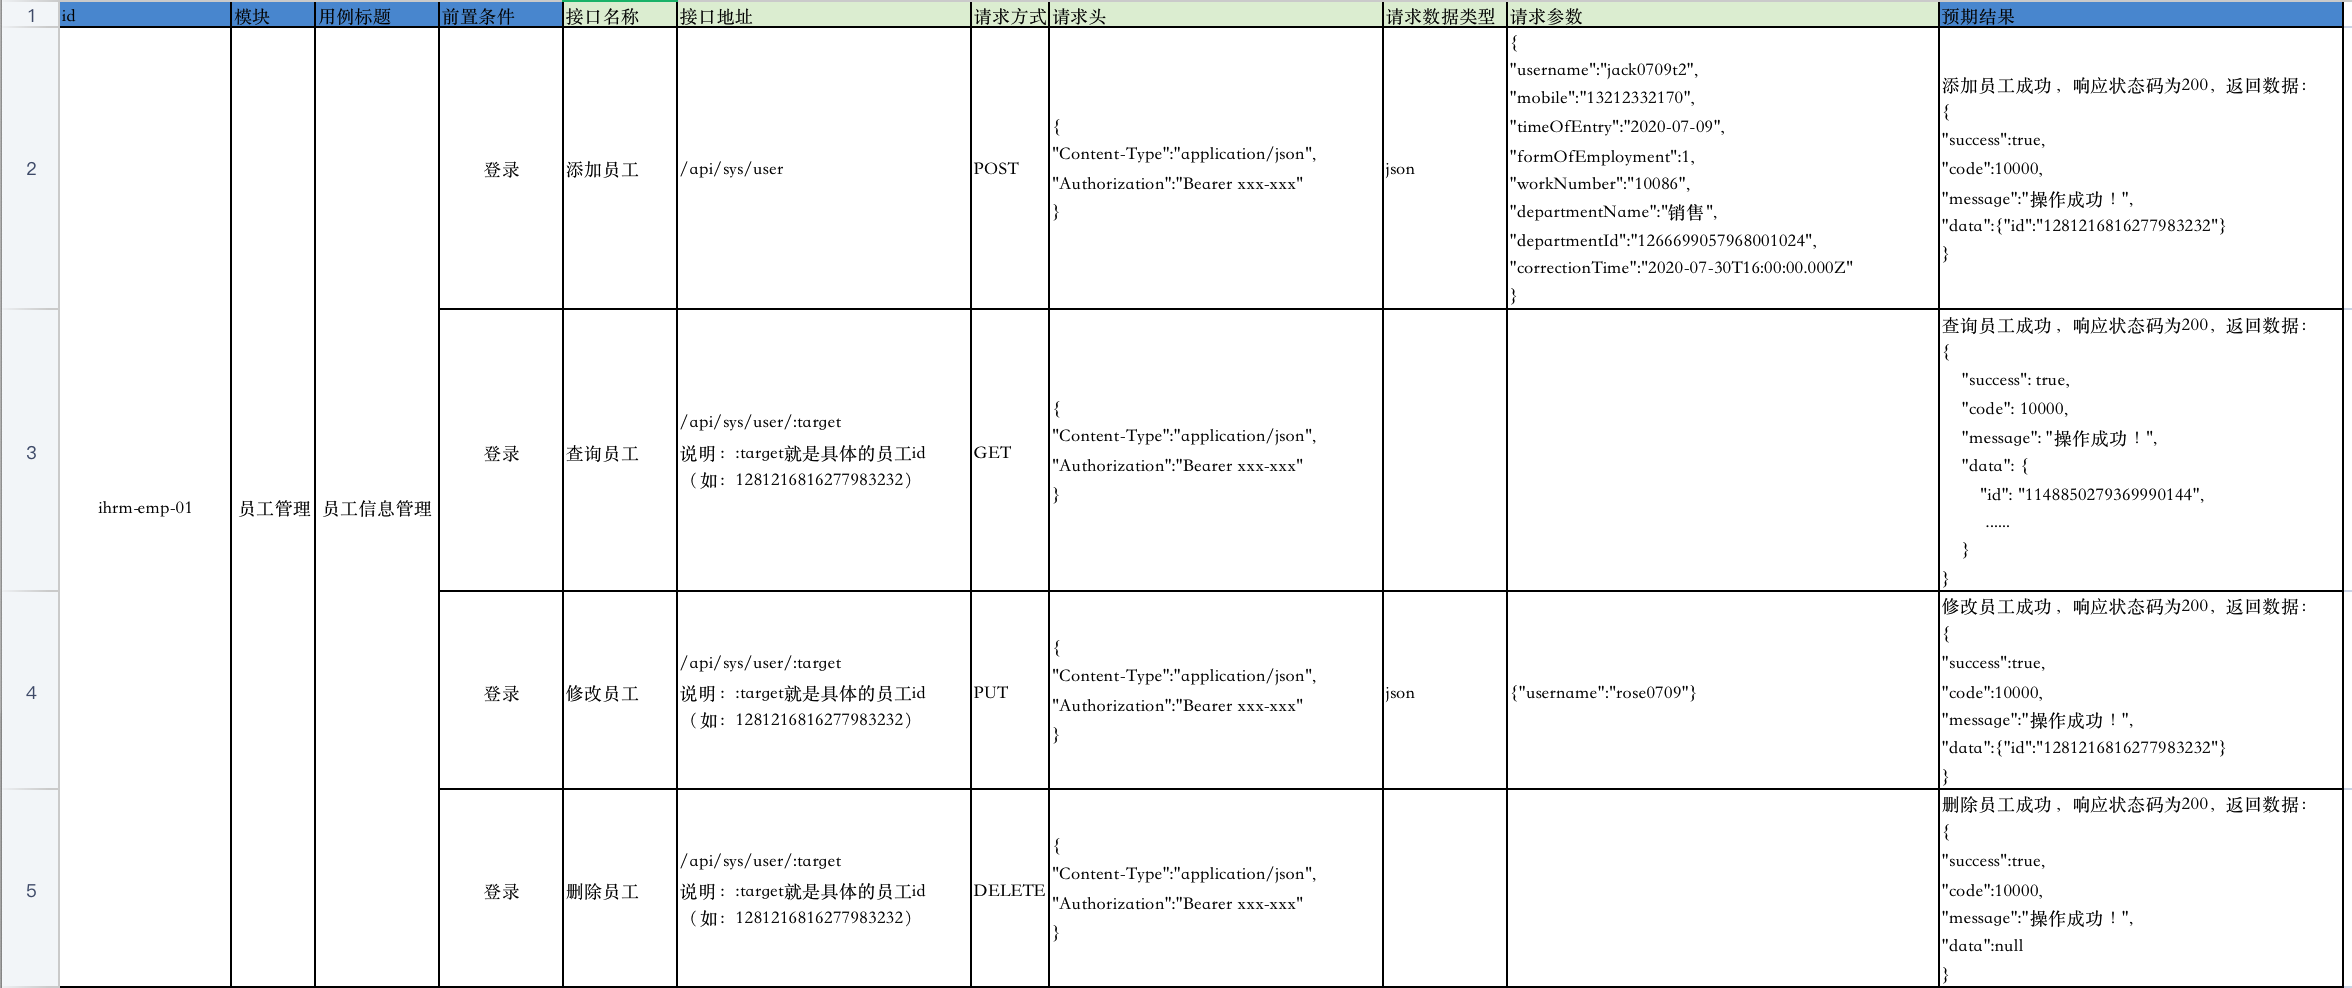 1
id
模块
用例标题
前置条件
接口名称
接口地址
请求方式
请求头
请求数据类型
请求参数
预期结果
ihrm-emp-01
员工管理
员工信息管理
2
登录
添加员工
/api/sys/user
POST
{
"Content-Type":"application/json",
"Authorization":"Bearer xxx-xxx"
}
json
{
"username":"jack0709t2",
"mobile":"13212332170",
"timeOfEntry":"2020-07-09",
"formOfEmployment":1,
"workNumber":"10086",
"departmentName":"销售",
"departmentId":"1266699057968001024",
"correctionTime":"2020-07-30T16:00:00.000Z"
}
添加员工成功，响应状态码为200，返回数据：
{
"success":true,
"code":10000,
"message":"操作成功！",
"data":{"id":"1281216816277983232"}
}
3
登录
查询员工
/api/sys/user/:target
说明：:target就是具体的员工id
（如：1281216816277983232）
GET
{
"Content-Type":"application/json",
"Authorization":"Bearer xxx-xxx"
}
查询员工成功，响应状态码为200，返回数据：
{
"success": true,
"code": 10000,
"message": "操作成功！",
"data": {
"id": "1148850279369990144",
......
}
}
4
登录
修改员工
/api/sys/user/:target
说明：:target就是具体的员工id
（如：1281216816277983232）
PUT
{
"Content-Type":"application/json",
"Authorization":"Bearer xxx-xxx"
}
json
{"username":"rose0709"}
修改员工成功，响应状态码为200，返回数据：
{
"success":true,
"code":10000,
"message":"操作成功！",
"data":{"id":"1281216816277983232"}
}
5
登录
删除员工
/api/sys/user/:target
说明：:target就是具体的员工id
（如：1281216816277983232）
DELETE
{
"Content-Type":"application/json",
"Authorization":"Bearer xxx-xxx"
}
删除员工成功，响应状态码为200，返回数据：
{
"success":true,
"code":10000,
"message":"操作成功！",
"data":null
}